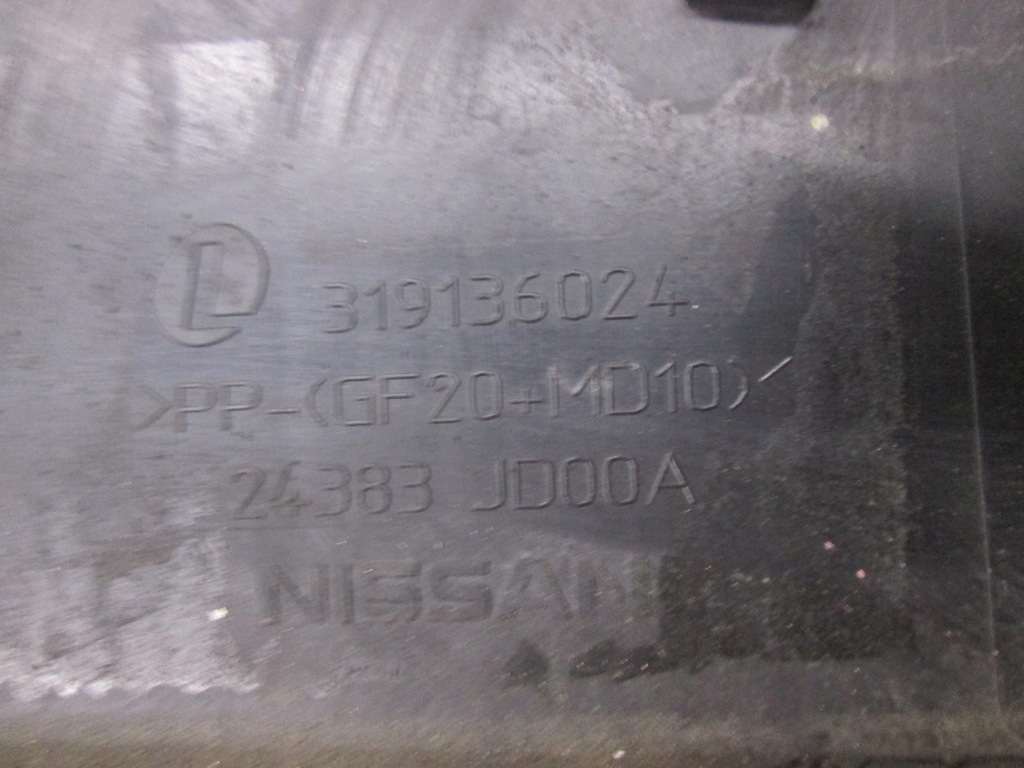 D 319136024
>PP-(GF20+MD10)<
24383 JD00A
NISSAN